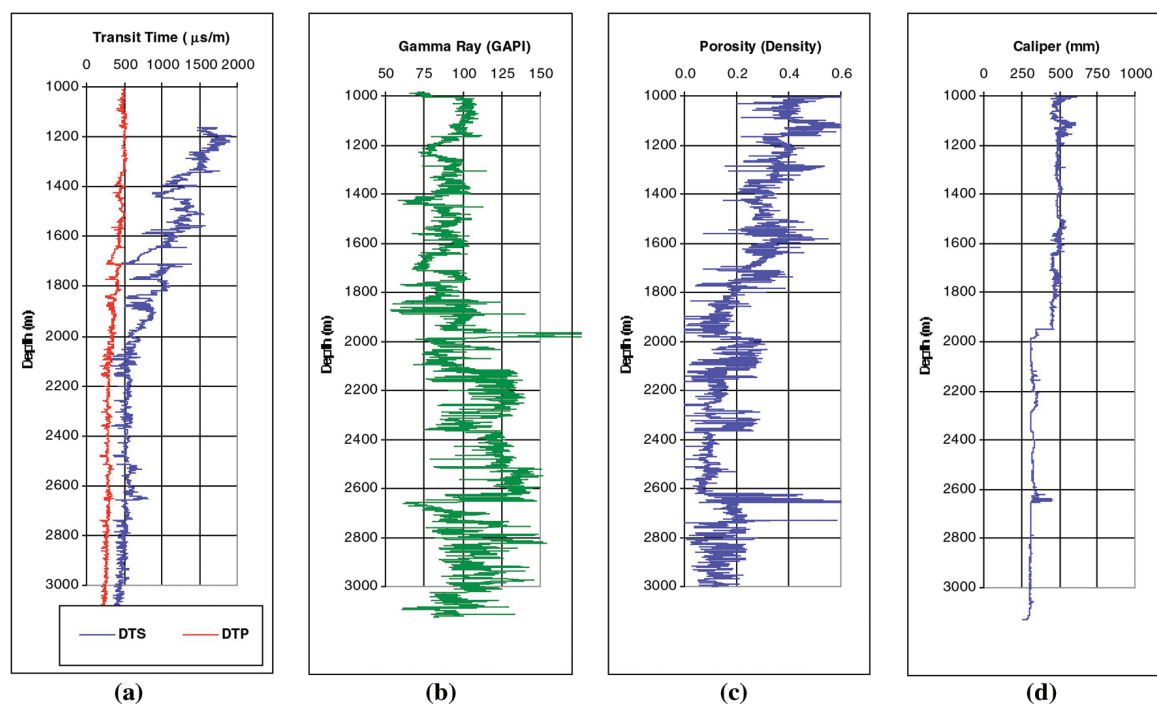 Transit Time ( μs/m)
0 500 1000 1500 2000
1000
1200
1400
1600
1800
2000
2200
2400
2600
2800
3000
Depth (m)
DTS DTP
(a)
Gamma Ray (GAPI)
50 75 100 125 150
1000
1200
1400
1600
1800
2000
2200
2400
2600
2800
3000
Depth (m)
(b)
Porosity (Density)
0.0 0.2 0.4 0.6
1000
1200
1400
1600
1800
2000
2200
2400
2600
2800
3000
Depth (m)
(c)
Caliper (mm)
0 250 500 750 1000
1000
1200
1400
1600
1800
2000
2200
2400
2600
2800
3000
Depth (m)
(d)